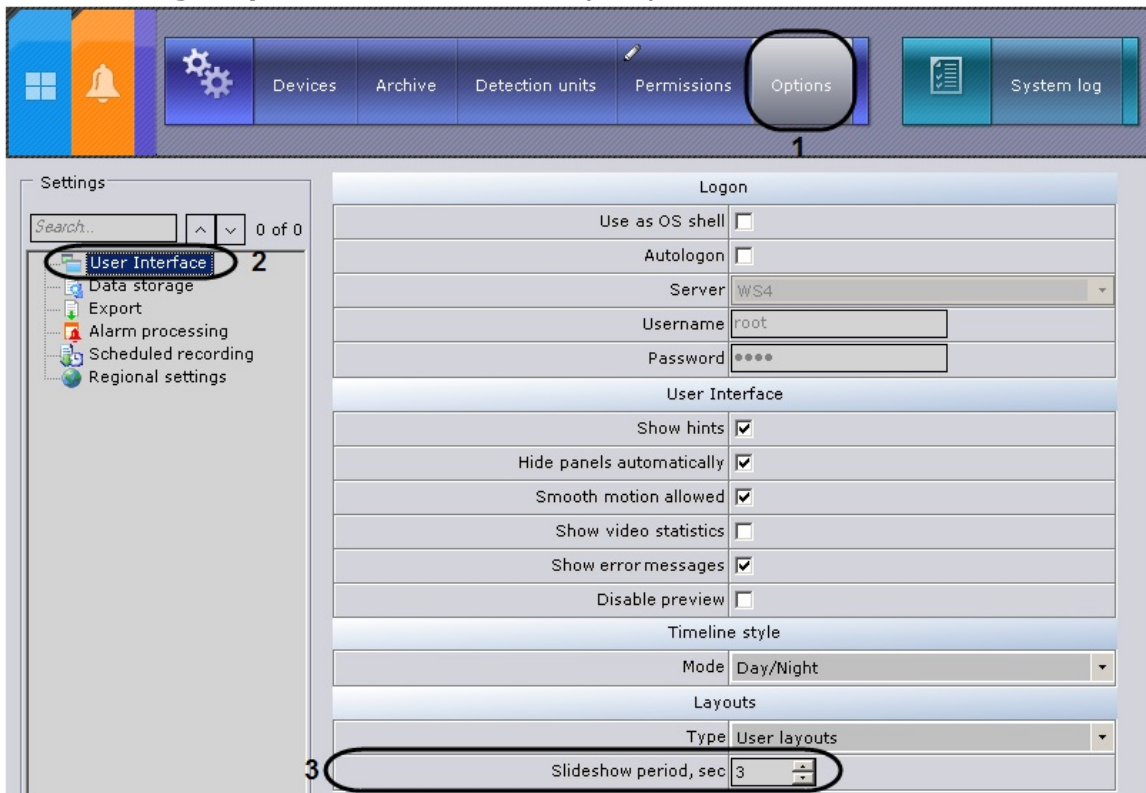 Devices Archive Detection units Permissions Options System log
1
Settings
Search... 0 of 0
User Interface 2
Data storage
Export
Alarm processing
Scheduled recording
Regional settings
Logon
Use as OS shell
Autologon
Server WS4
Username root
Password ••••
User Interface
Show hints
Hide panels automatically
Smooth motion allowed
Show video statistics
Show error messages
Disable preview
Timeline style
Mode Day/Night
Layouts
Type User layouts
3 Slideshow period, sec 3